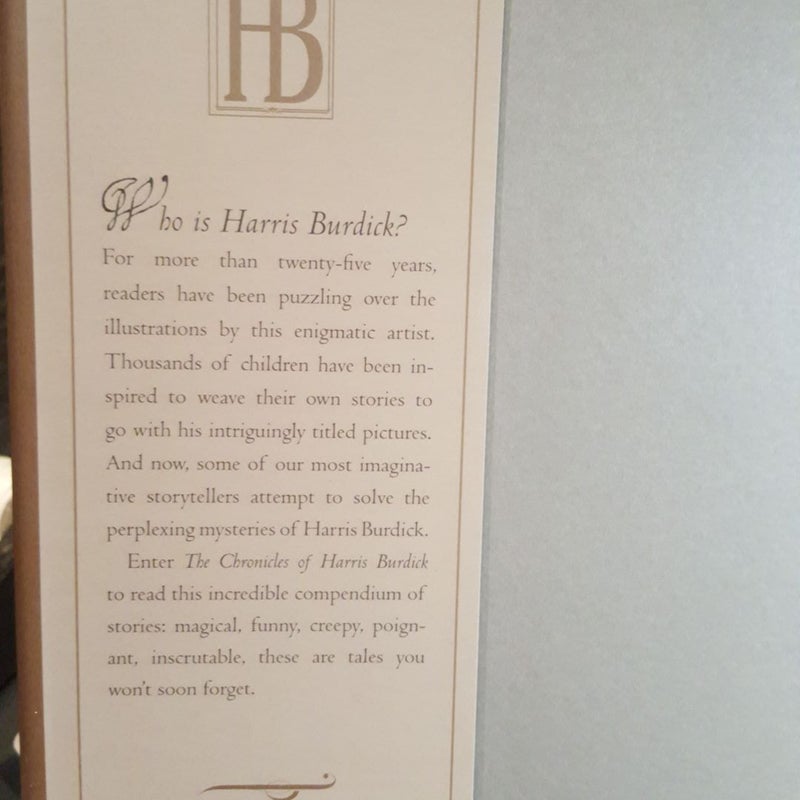 HB
Who is Harris Burdick?
For more than twenty-five years,
readers have been puzzling over the
illustrations by this enigmatic artist.
Thousands of children have been in-
spired to weave their own stories to
go with his intriguingly titled pictures.
And now, some of our most imagina-
tive storytellers attempt to solve the
perplexing mysteries of Harris Burdick.
Enter The Chronicles of Harris Burdick
to read this incredible compendium of
stories: magical, funny, creepy, poign-
ant, inscrutable, these are tales you
won't soon forget.